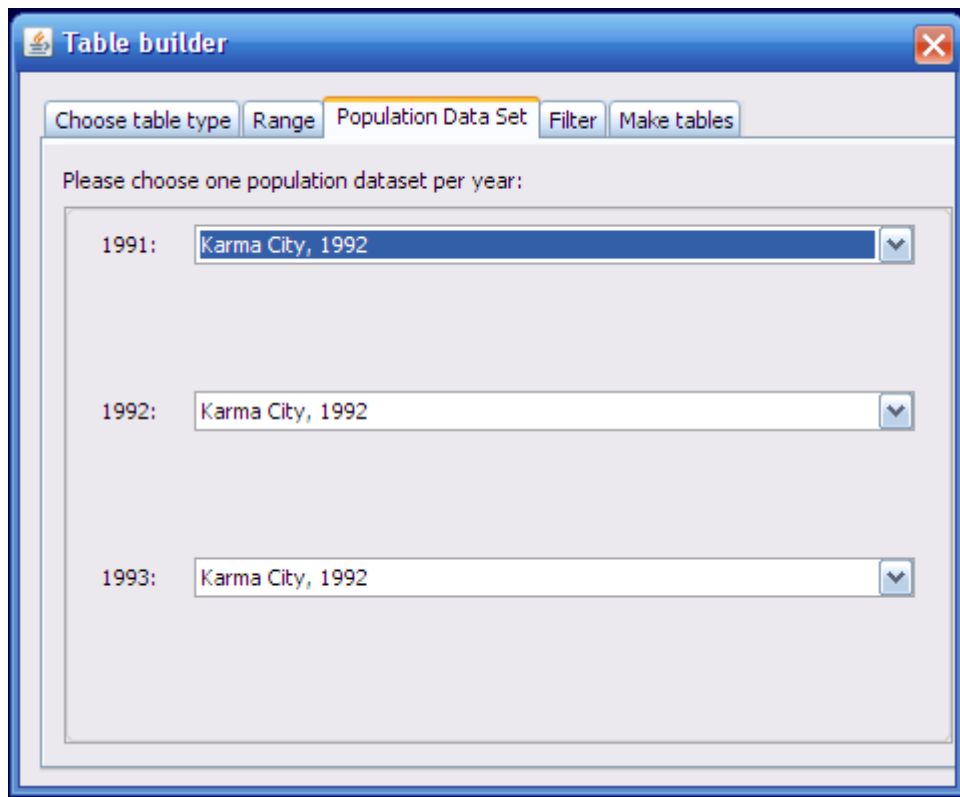 Table builder
Choose table type Range Population Data Set Filter Make tables
Please choose one population dataset per year:
1991: Karma City, 1992
1992: Karma City, 1992
1993: Karma City, 1992